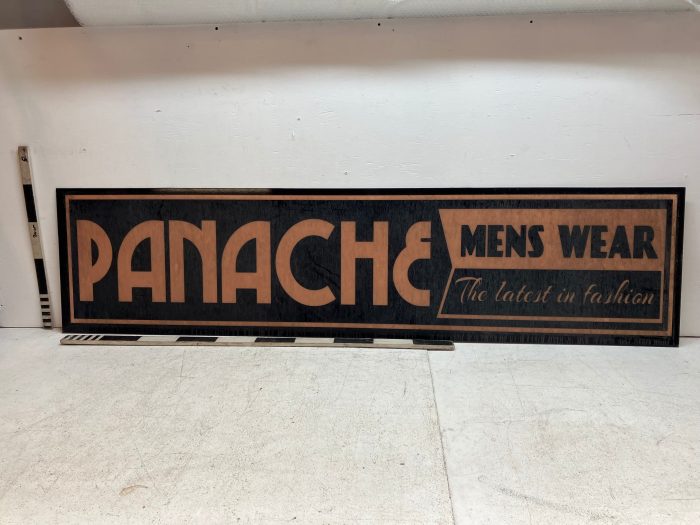 PANACHE
MENS WEAR
The latest in fashion